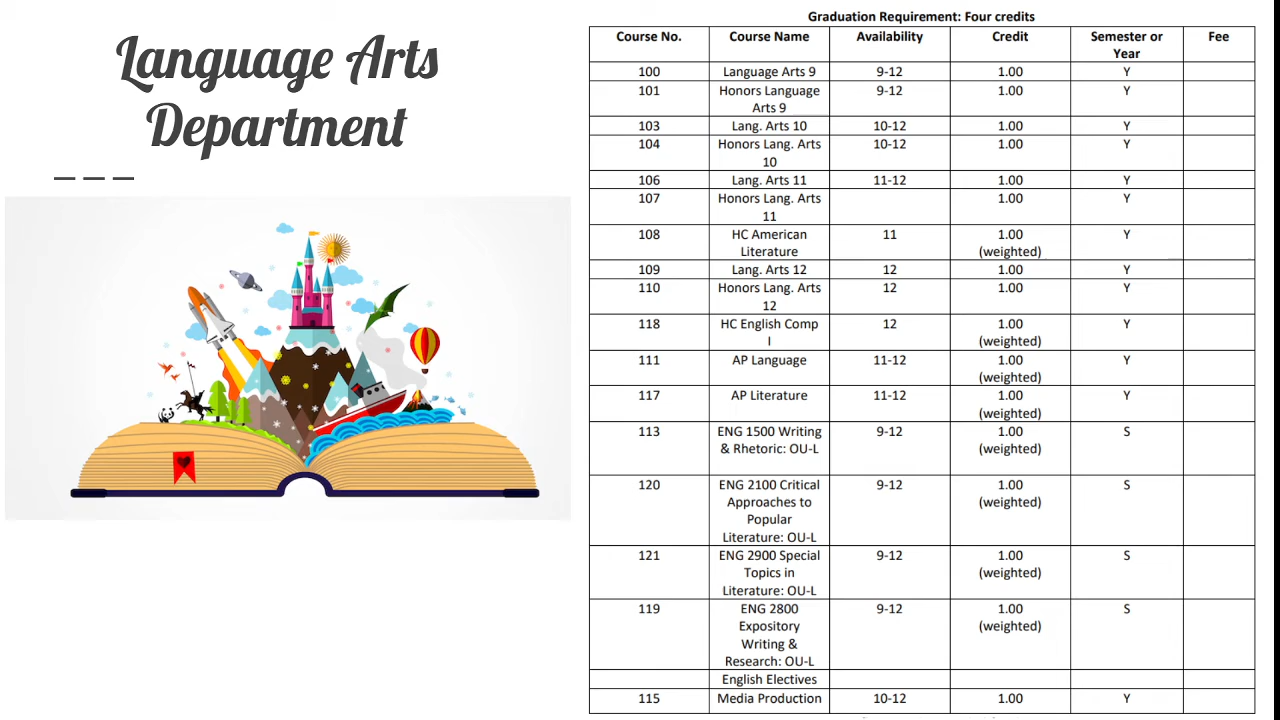 Language Arts
Department
Graduation Requirement: Four credits
Course No. Course Name Availability Credit Semester or Year Fee
100 Language Arts 9 9-12 1.00 Y
101 Honors Language Arts 9 9-12 1.00 Y
103 Lang. Arts 10 10-12 1.00 Y
104 Honors Lang. Arts 10 10-12 1.00 Y
106 Lang. Arts 11 11-12 1.00 Y
107 Honors Lang. Arts 11 1.00 Y
108 HC American Literature 11 1.00 (weighted) Y
109 Lang. Arts 12 12 1.00 Y
110 Honors Lang. Arts 12 12 1.00 Y
118 HC English Comp I 12 1.00 (weighted) Y
111 AP Language 11-12 1.00 (weighted) Y
117 AP Literature 11-12 1.00 (weighted) Y
113 ENG 1500 Writing & Rhetoric: OU-L 9-12 1.00 (weighted) S
120 ENG 2100 Critical Approaches to Popular Literature: OU-L 9-12 1.00 (weighted) S
121 ENG 2900 Special Topics in Literature: OU-L 9-12 1.00 (weighted) S
119 ENG 2800 Expository Writing & Research: OU-L 9-12 1.00 (weighted) S
English Electives
115 Media Production 10-12 1.00 Y